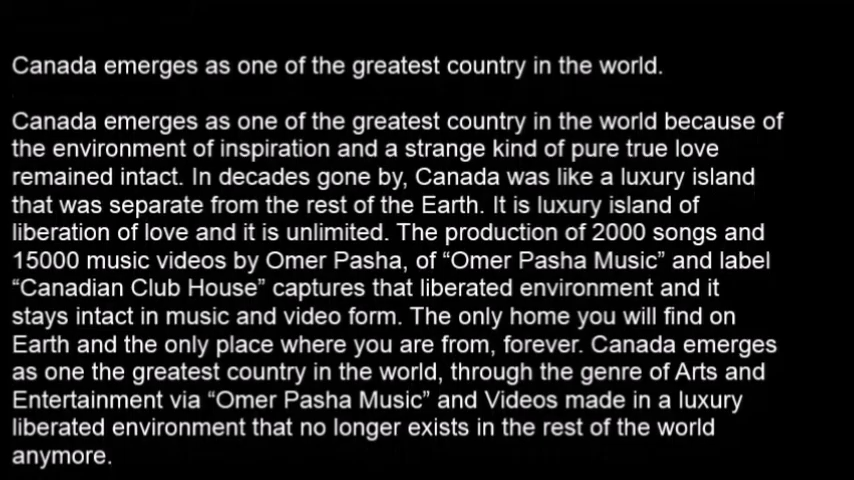 Canada emerges as one of the greatest country in the world.
Canada emerges as one of the greatest country in the world because of
the environment of inspiration and a strange kind of pure true love
remained intact. In decades gone by, Canada was like a luxury island
that was separate from the rest of the Earth. It is luxury island of
liberation of love and it is unlimited. The production of 2000 songs and
15000 music videos by Omer Pasha, of “Omer Pasha Music” and label
“Canadian Club House” captures that liberated environment and it
stays intact in music and video form. The only home you will find on
Earth and the only place where you are from, forever. Canada emerges
as one the greatest country in the world, through the genre of Arts and
Entertainment via “Omer Pasha Music” and Videos made in a luxury
liberated environment that no longer exists in the rest of the world
anymore.